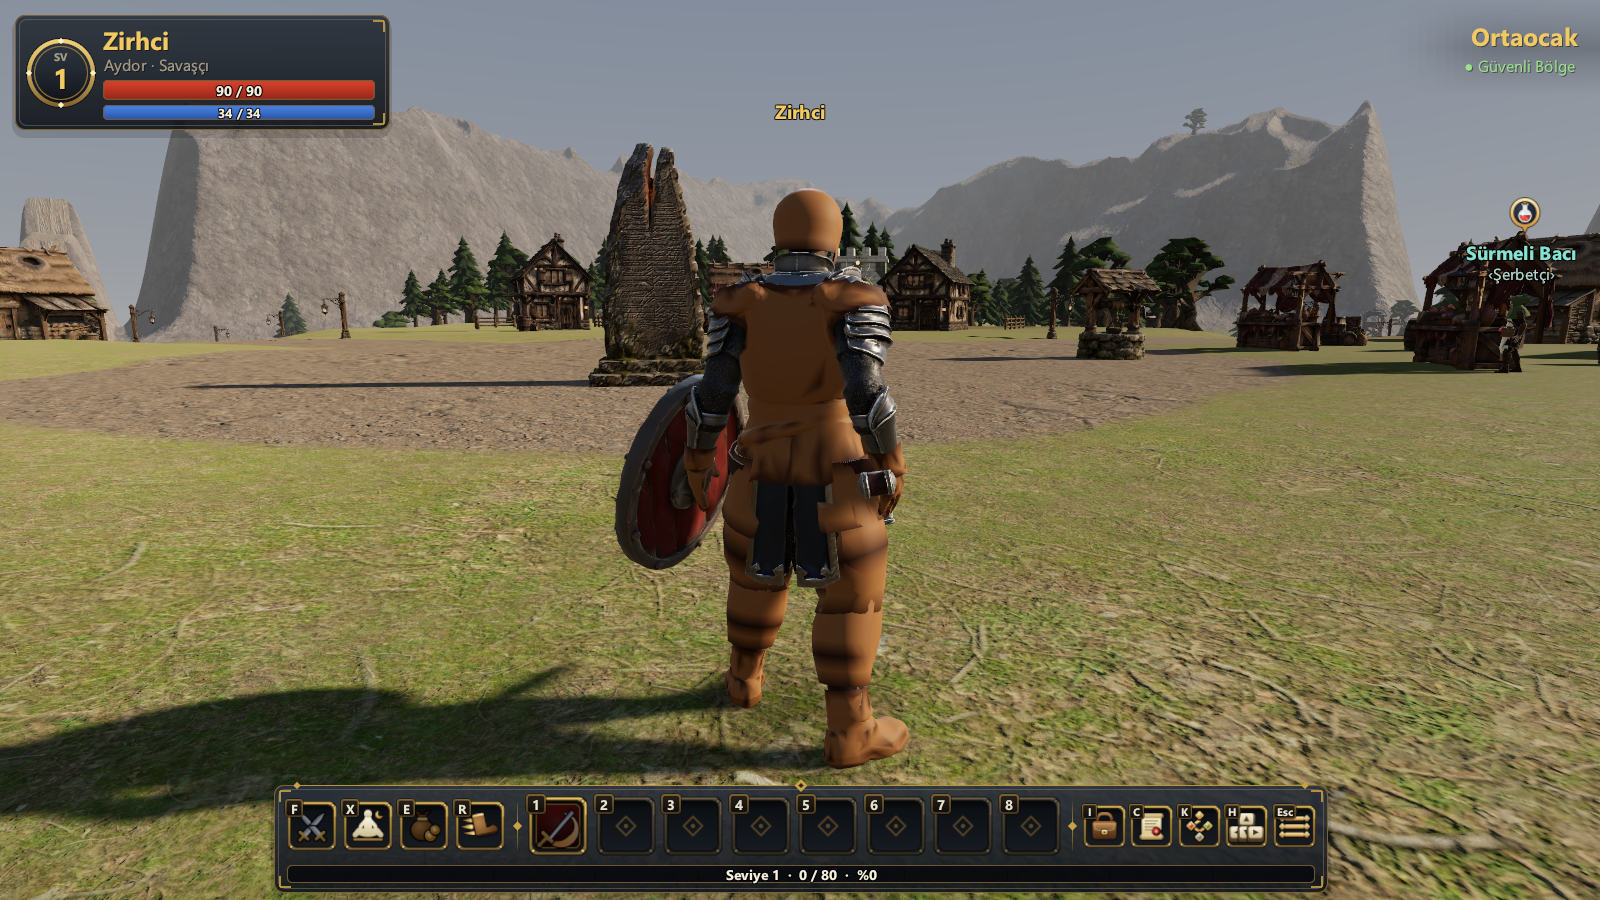 SV
1
Zirhci
Aydor · Savaşçı
90 / 90
34 / 34
Ortaocak
Güvenli Bölge
Zirhci
Sürmeli Bacı
‹Şerbetçi›
F X E R 1 2 3 4 5 6 7 8 I C K H Esc
Seviye 1 · 0 / 80 · %0